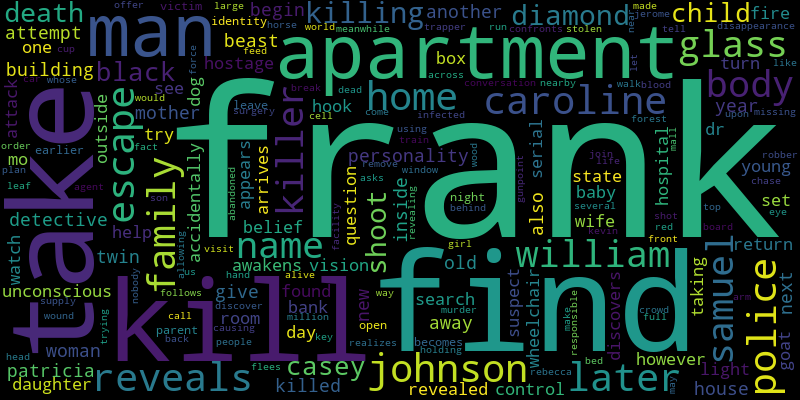 death offer victim large made jerome disappearance
man killing begin another diamond child
attempt identity horse world meanwhile trapper run confronts stolen tell fire
one beast apartment glass
building black hostage box near turn like
take see dog force feed across nearby let
attack car whose home body
outside escape mother break dead conversation walk blood
would leave surgery hook caroline year
killer cell come infected forest upon missing
order earlier try using dr
mo fact personality train serial hospital mall young
plan frank
leaf family accidentally appears arrives remove window wood join life robber
agent abandoned asks state chase
detective son question inside revealing baby set eye
watch help night behind also several top
belief shoot girl wife shot red board
twin allowing visit name william kevin front return
awakens vision facility old samuel
unconscious us hand alive find police
supply nobody follows give found new way search suspect wheelchair discovers crowd full taking next goat
wound discover bank murder make responsible arm
trying call room million away
kill causing day open realizes becomes however
woman parent back people key holding bed light
head patricia flees casey johnson rebecca later may
daughter reveals killed revealed control house